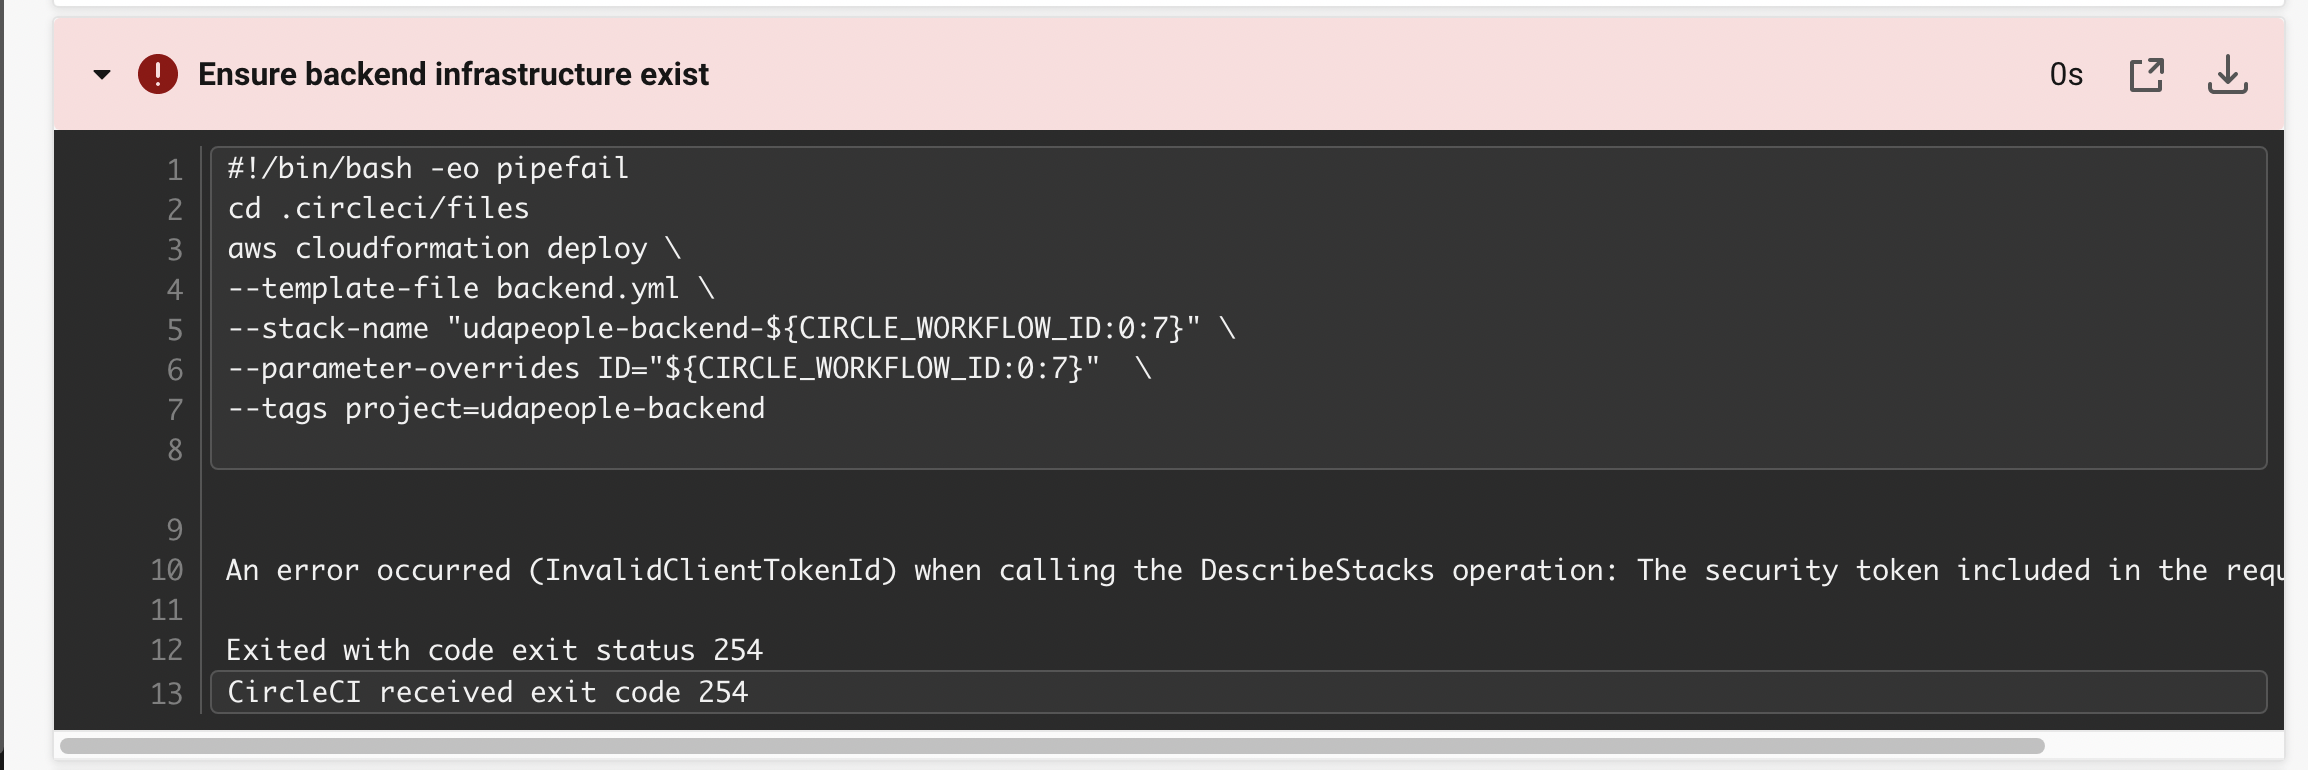 Ensure backend infrastructure exist
0s
1 #!/bin/bash -eo pipefail
2 cd .circleci/files
3 aws cloudformation deploy \
4 --template-file backend.yml \
5 --stack-name "udapeople-backend-${CIRCLE_WORKFLOW_ID:0:7}" \
6 --parameter-overrides ID="${CIRCLE_WORKFLOW_ID:0:7}"  \
7 --tags project=udapeople-backend
8
9
10 An error occurred (InvalidClientTokenId) when calling the DescribeStacks operation: The security token included in the requ
11
12 Exited with code exit status 254
13 CircleCI received exit code 254